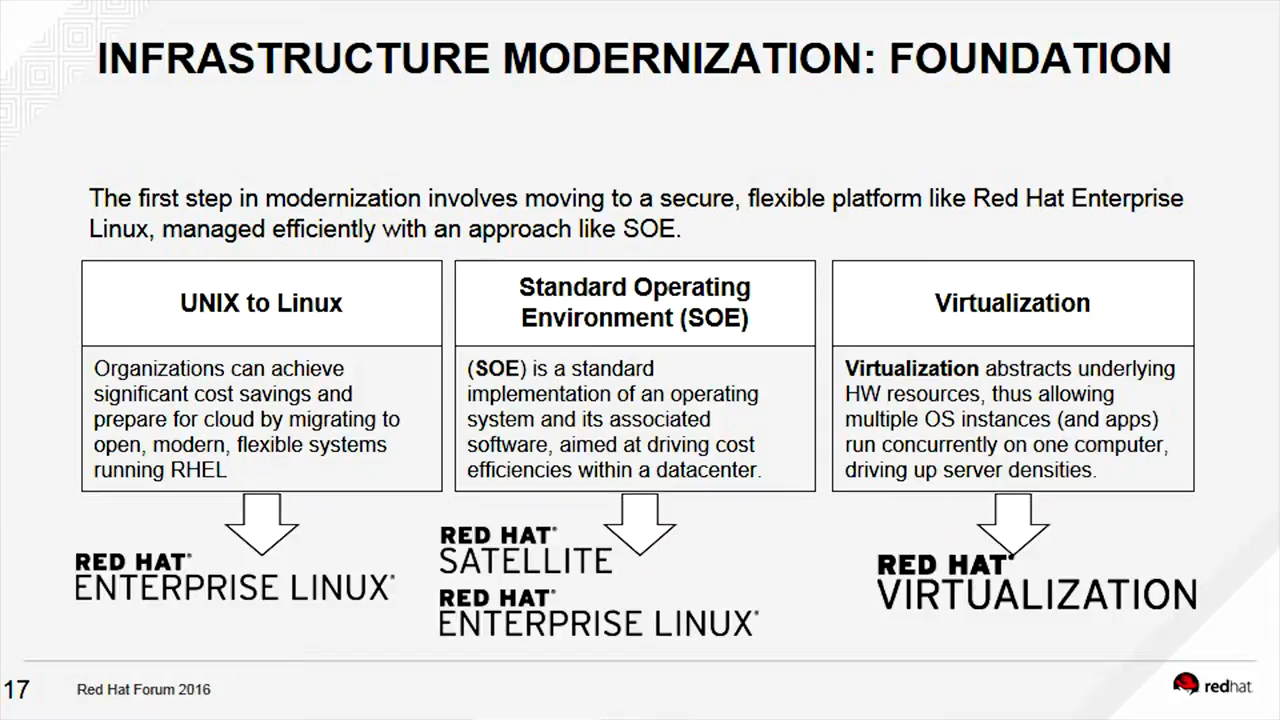 INFRASTRUCTURE MODERNIZATION: FOUNDATION
The first step in modernization involves moving to a secure, flexible platform like Red Hat Enterprise
Linux, managed efficiently with an approach like SOE.
UNIX to Linux
Organizations can achieve
significant cost savings and
prepare for cloud by migrating to
open, modern, flexible systems
running RHEL
RED HAT®
ENTERPRISE LINUX®
Standard Operating
Environment (SOE)
(SOE) is a standard
implementation of an operating
system and its associated
software, aimed at driving cost
efficiencies within a datacenter.
RED HAT®
SATELLITE
RED HAT®
ENTERPRISE LINUX®
Virtualization
Virtualization abstracts underlying
HW resources, thus allowing
multiple OS instances (and apps)
run concurrently on one computer,
driving up server densities.
RED HAT®
VIRTUALIZATION
17
Red Hat Forum 2016
redhat.